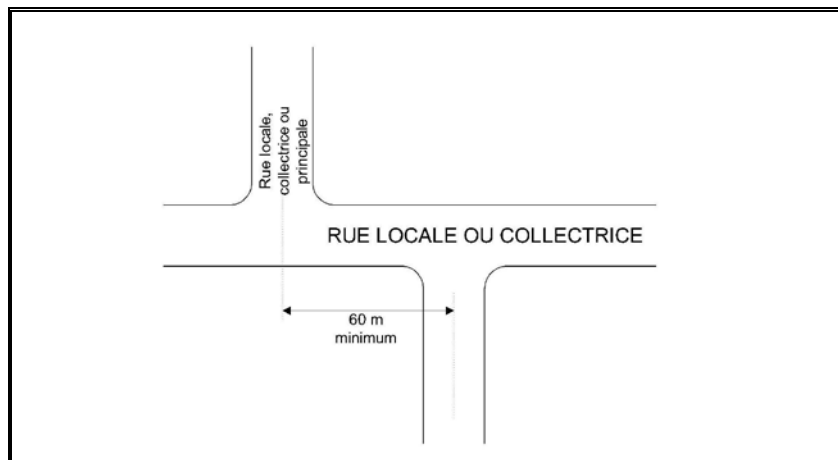 Rue locale,
collectrice ou
principale
RUE LOCALE OU COLLECTRICE
60 m
minimum